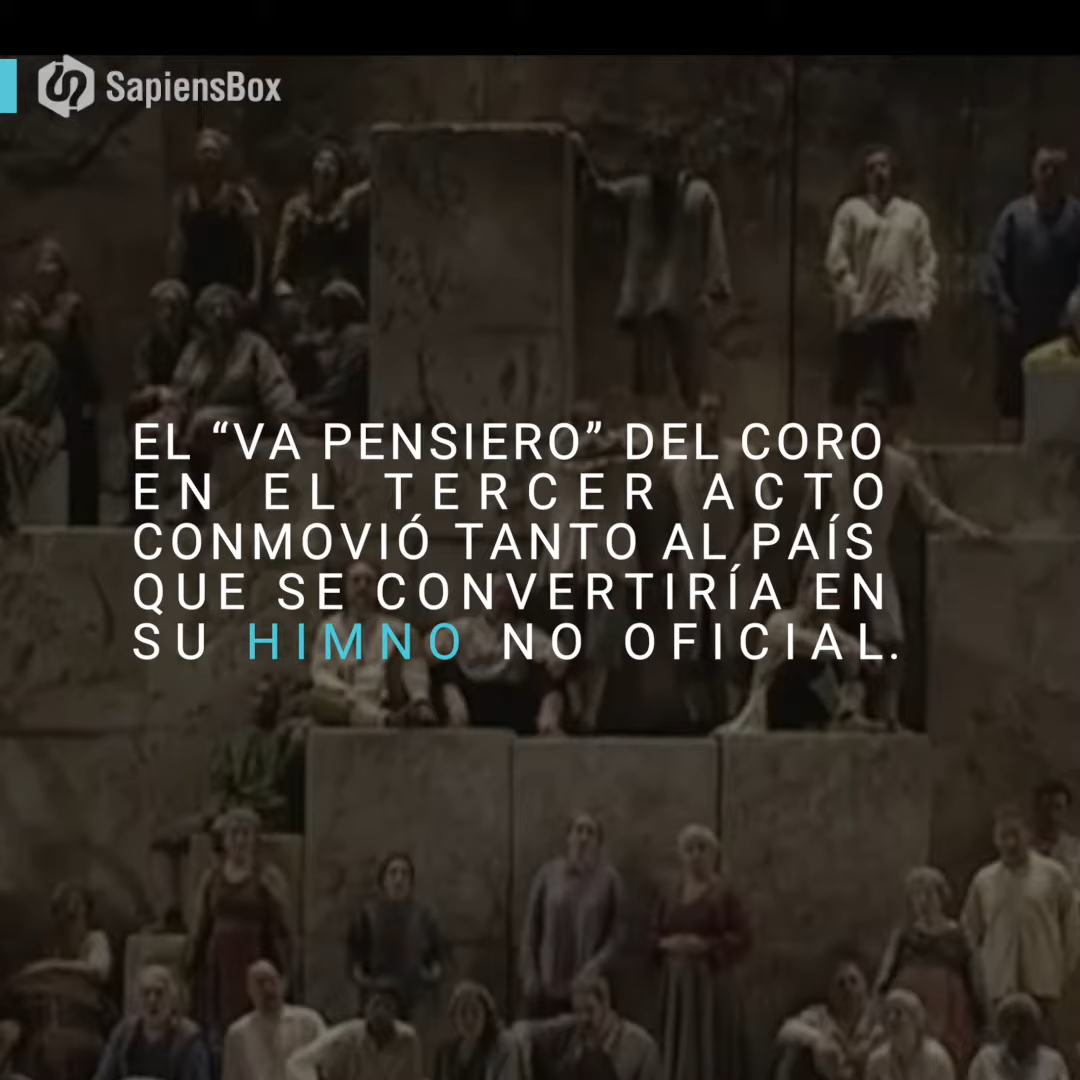 SapiensBox
EL “VA PENSIERO” DEL CORO
EN EL TERCER ACTO
CONMOVIÓ TANTO AL PAÍS
QUE SE CONVERTIRÍA EN
SU HIMNO NO OFICIAL.